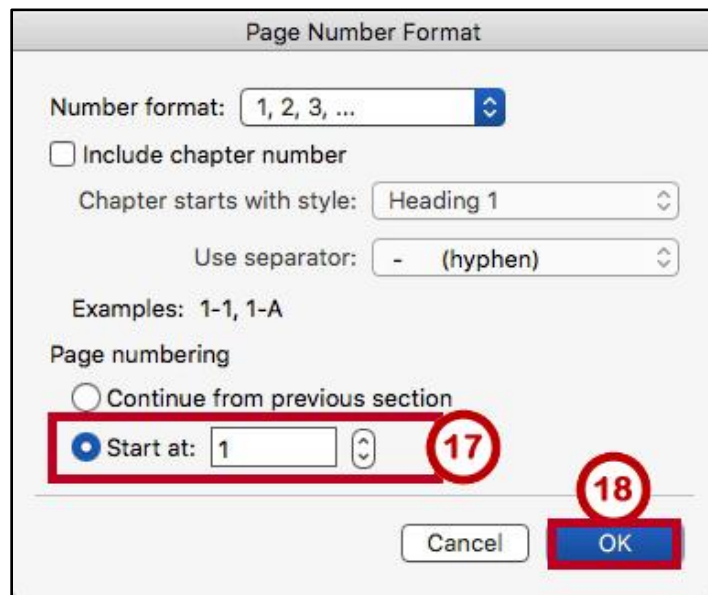 Page Number Format
Number format: 1, 2, 3, ...
Include chapter number
Chapter starts with style: Heading 1
Use separator: - (hyphen)
Examples: 1-1, 1-A
Page numbering
Continue from previous section
Start at: 1 17
18
Cancel OK